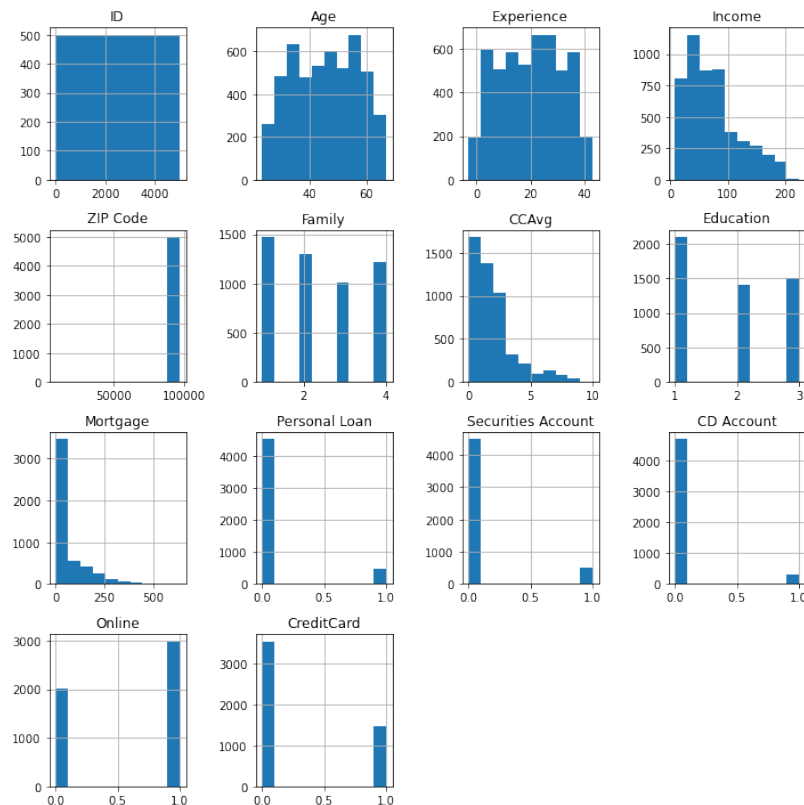 ID Age Experience Income
500 400 300 200 100 0
0 2000 4000
600 400 200 0
40 60
600 400 200 0
0 20 40
1000 750 500 250 0
0 100 200
ZIP Code Family CCAvg Education
5000 4000 3000 2000 1000 0
50000 100000
1500 1000 500 0
2 4
1500 1000 500 0
0 5 10
2000 1500 1000 500 0
1 2 3
Mortgage Personal Loan Securities Account CD Account
3000 2000 1000 0
0 250 500
4000 3000 2000 1000 0
0.0 0.5 1.0
4000 3000 2000 1000 0
0.0 0.5 1.0
4000 3000 2000 1000 0
0.0 0.5 1.0
Online CreditCard
3000 2000 1000 0
0.0 0.5 1.0
3000 2000 1000 0
0.0 0.5 1.0